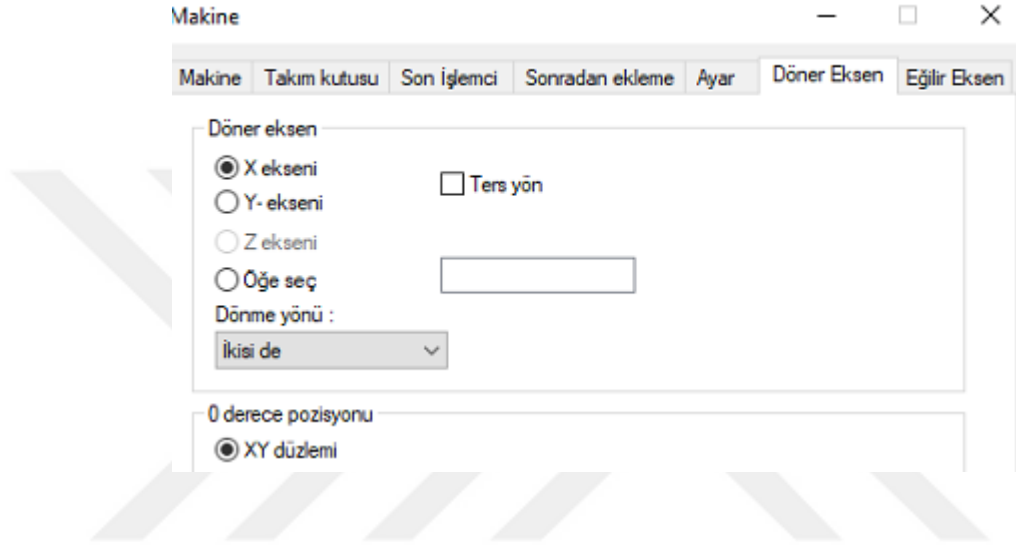 Makine
Makine Takım kutusu Son İşlemci Sonradan ekleme Ayar Döner Eksen Eğilir Eksen
Döner eksen
X ekseni
Ters yön
Y- ekseni
Z ekseni
Öğe seç
Dönme yönü :
İkisi de
0 derece pozisyonu
XY düzlemi